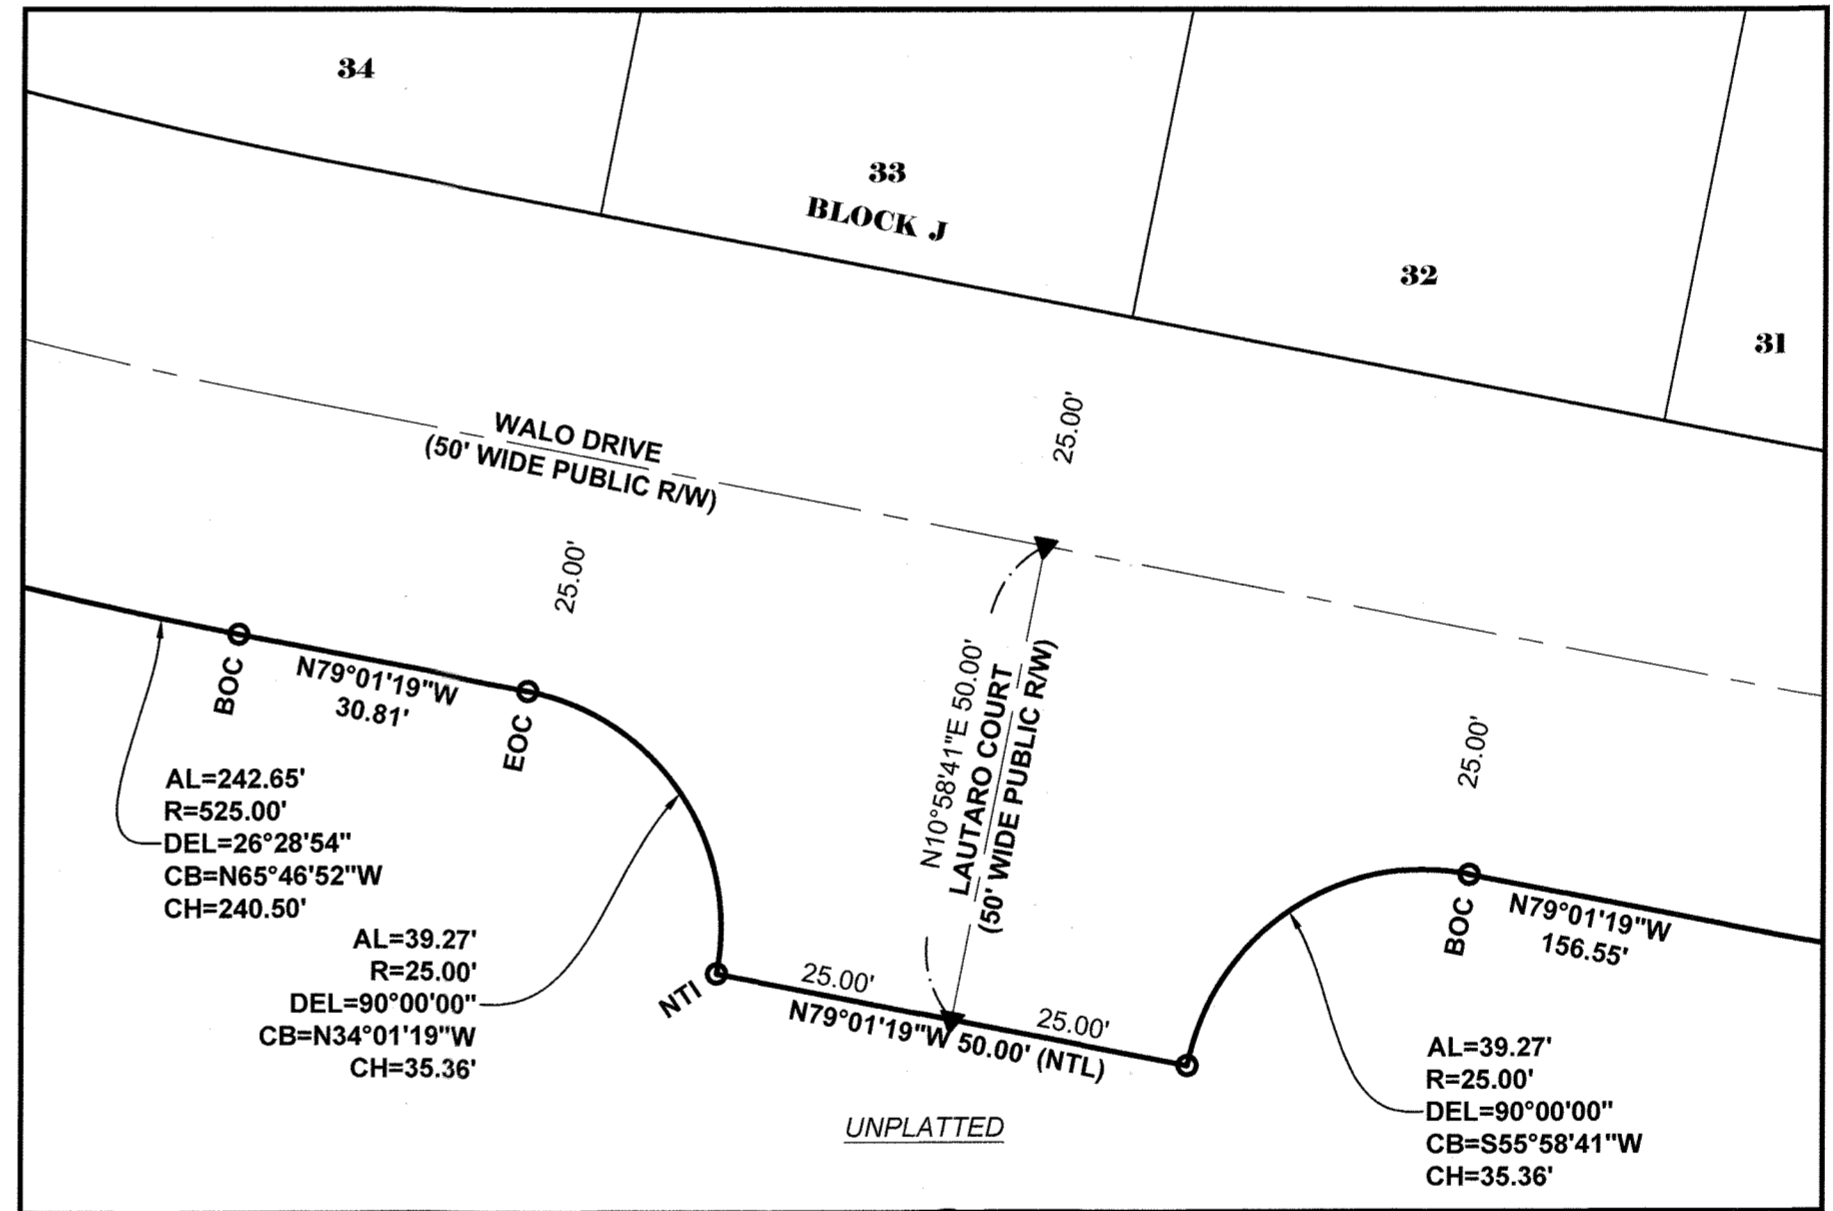 34
33
BLOCK J
32
31
25.00'
WALO DRIVE
(50' WIDE PUBLIC R/W)
25.00'
BOC
N79°01'19"W
30.81'
EOC
N10°58'41"E 50.00'
LAUTARO COURT
(50' WIDE PUBLIC R/W)
25.00'
AL=242.65'
R=525.00'
DEL=26°28'54"
CB=N65°46'52"W
CH=240.50'
AL=39.27'
R=25.00'
DEL=90°00'00"
CB=N34°01'19"W
CH=35.36'
NTI
25.00'
25.00'
N79°01'19"W 50.00' (NTL)
BOC
N79°01'19"W
156.55'
AL=39.27'
R=25.00'
DEL=90°00'00"
CB=S55°58'41"W
CH=35.36'
UNPLATTED